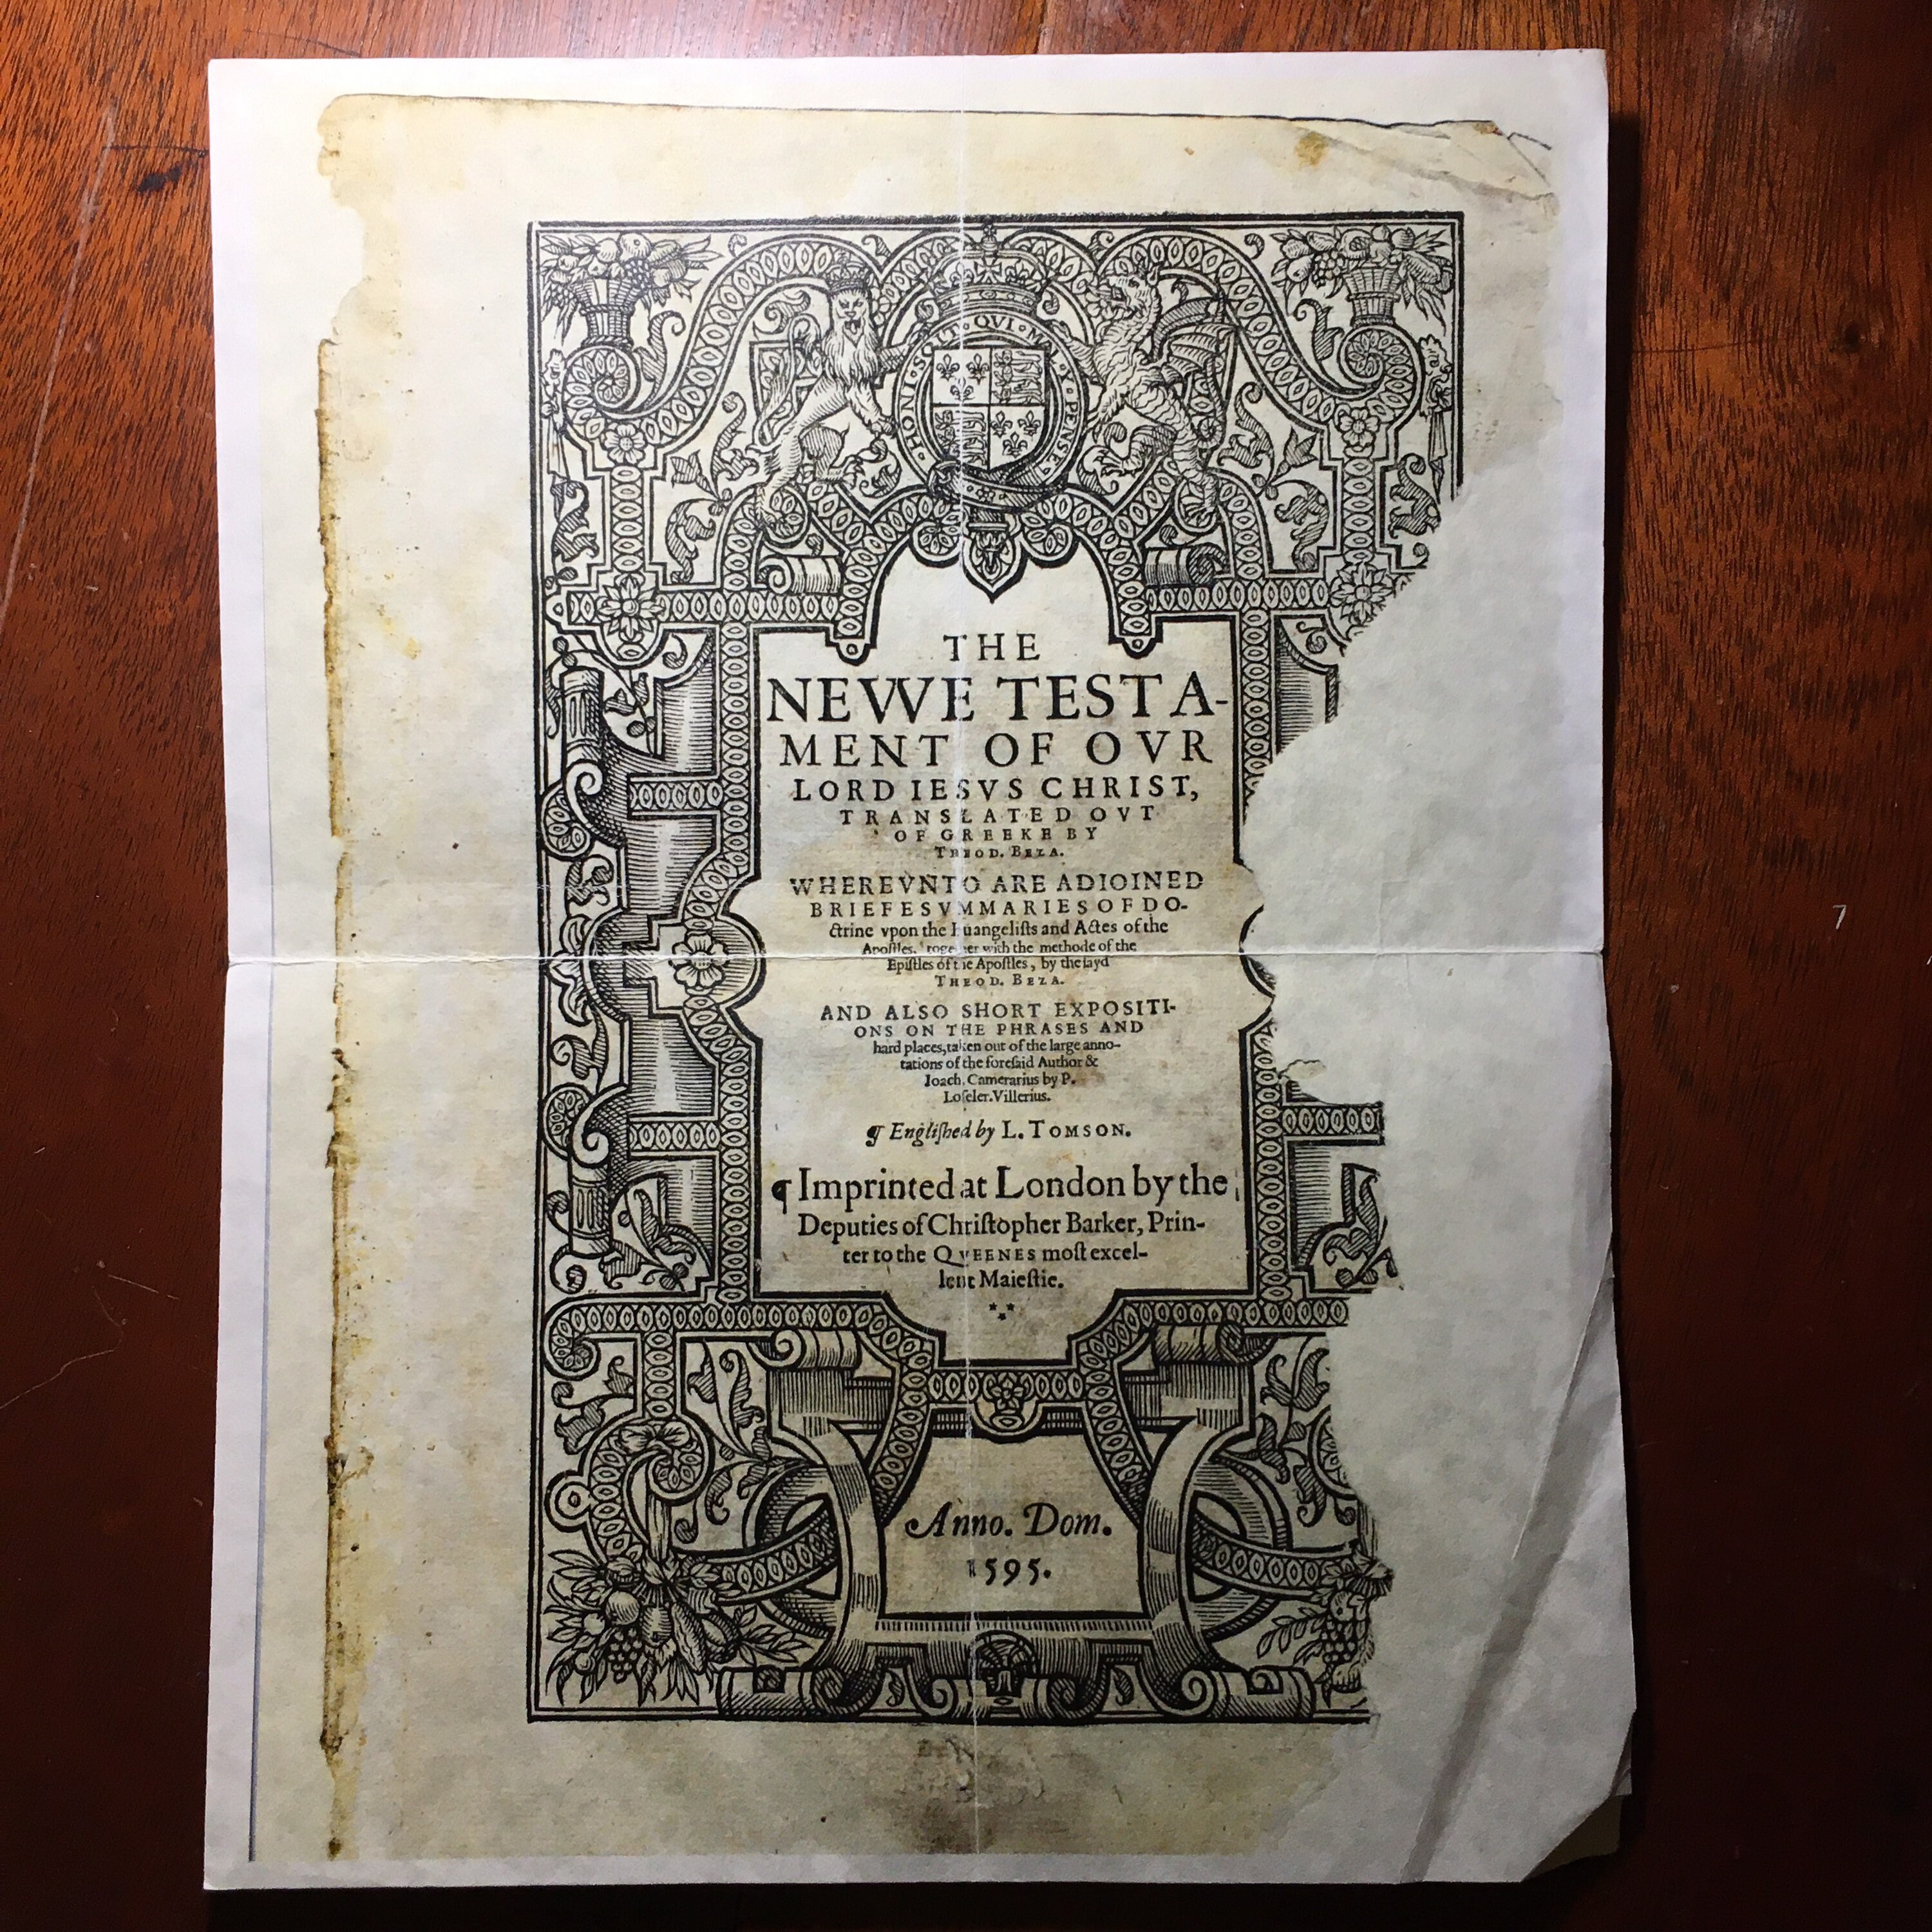 HONI · S QVI · M Y · PENSE ·
THE
NEWE TESTA-
MENT OF OVR
LORD IESVS CHRIST,
TRANSLATED OVT
OF GREEKE BY
THEOD. BEZA.
WHEREVNTO ARE ADIOINED
BRIEFE SVMMARIES OF DO-
ctrine vpon the Euangeliſts and Actes of the
Apoſtles, together with the methode of the
Epiſtles of the Apoſtles, by the ſayd
THEOD. BEZA.
AND ALSO SHORT EXPOSITI-
ONS ON THE PHRASES AND
hard places, taken out of the large anno-
tations of the foreſaid Author &
Joach. Camerarius by P.
Loſeler. Villerius.
¶ Engliſhed by L. TOMSON.
¶ Imprinted at London by the
Deputies of Chriſtopher Barker, Prin-
ter to the QVEENES moſt excel-
lent Maieſtie.
Anno. Dom.
1595.